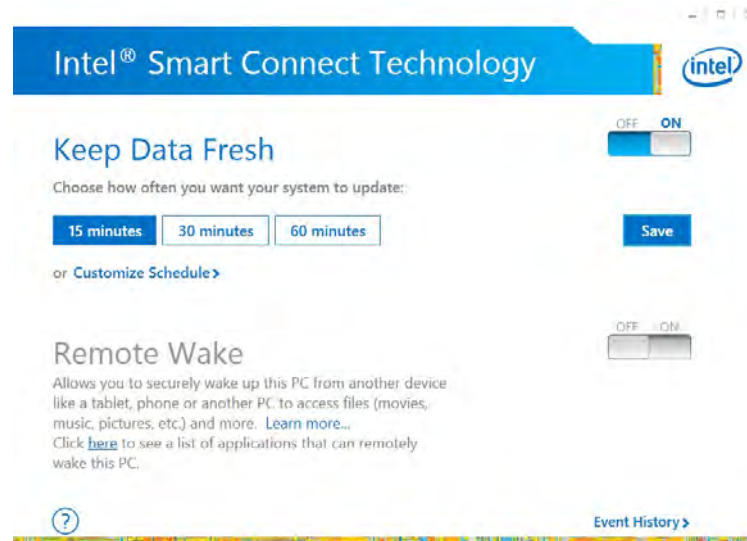 Intel® Smart Connect Technology
intel
OFF ON
Keep Data Fresh
Choose how often you want your system to update:
15 minutes 30 minutes 60 minutes Save
or Customize Schedule>
OFF ON
Remote Wake
Allows you to securely wake up this PC from another device
like a tablet, phone or another PC to access files (movies,
music, pictures, etc.) and more. Learn more...
Click here to see a list of applications that can remotely
wake this PC.
? Event History>